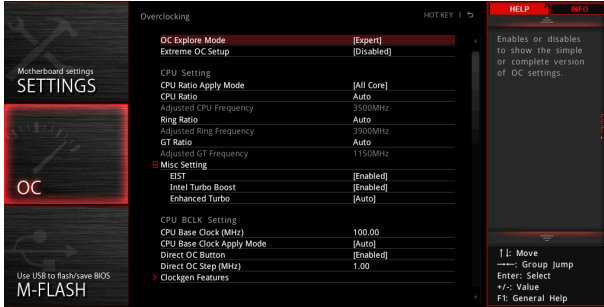 Overclocking
HOT KEY |
HELP
INFO
Motherboard settings
SETTINGS
OC
Use USB to flash/save BIOS
M-FLASH
OC Explore Mode [Expert]
Extreme OC Setup [Disabled]
CPU Setting
CPU Ratio Apply Mode [All Core]
CPU Ratio Auto
Adjusted CPU Frequency 3500MHz
Ring Ratio Auto
Adjusted Ring Frequency 3900MHz
GT Ratio Auto
Adjusted GT Frequency 1150MHz
Misc Setting
EIST [Enabled]
Intel Turbo Boost [Enabled]
Enhanced Turbo [Auto]
CPU BCLK Setting
CPU Base Clock (MHz) 100.00
CPU Base Clock Apply Mode [Auto]
Direct OC Button [Enabled]
Direct OC Step (MHz) 1.00
Clockgen Features
Enables or disables
to show the simple
or complete version
of OC settings.
↑↓: Move
→←: Group Jump
Enter: Select
+/-: Value
F1: General Help